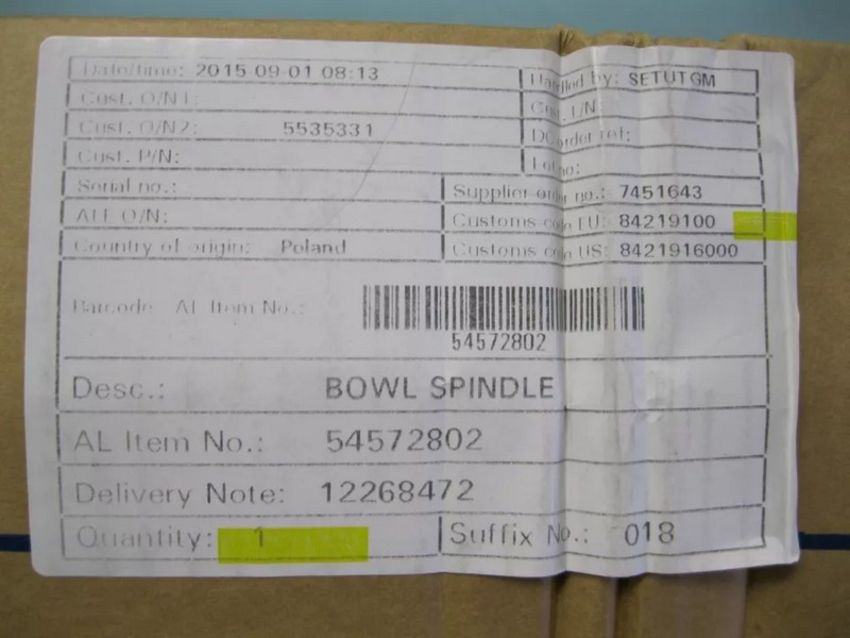 Date/time: 2015-09-01 08:13
Handled by: SETUTGM
Cust. O/N1:
Cust. I/N:
Cust. O/N2: 5535331
DC order ref:
Cust. P/N:
Lot no:
Serial no.:
Supplier order no.: 7451643
ALF O/N:
Customs code EU: 84219100
Country of origin: Poland
Customs code US: 8421916000
Barcode AL Item No.:
54572802
Desc.: BOWL SPINDLE
AL Item No.: 54572802
Delivery Note: 12268472
Quantity: 1
Suffix No.: 018